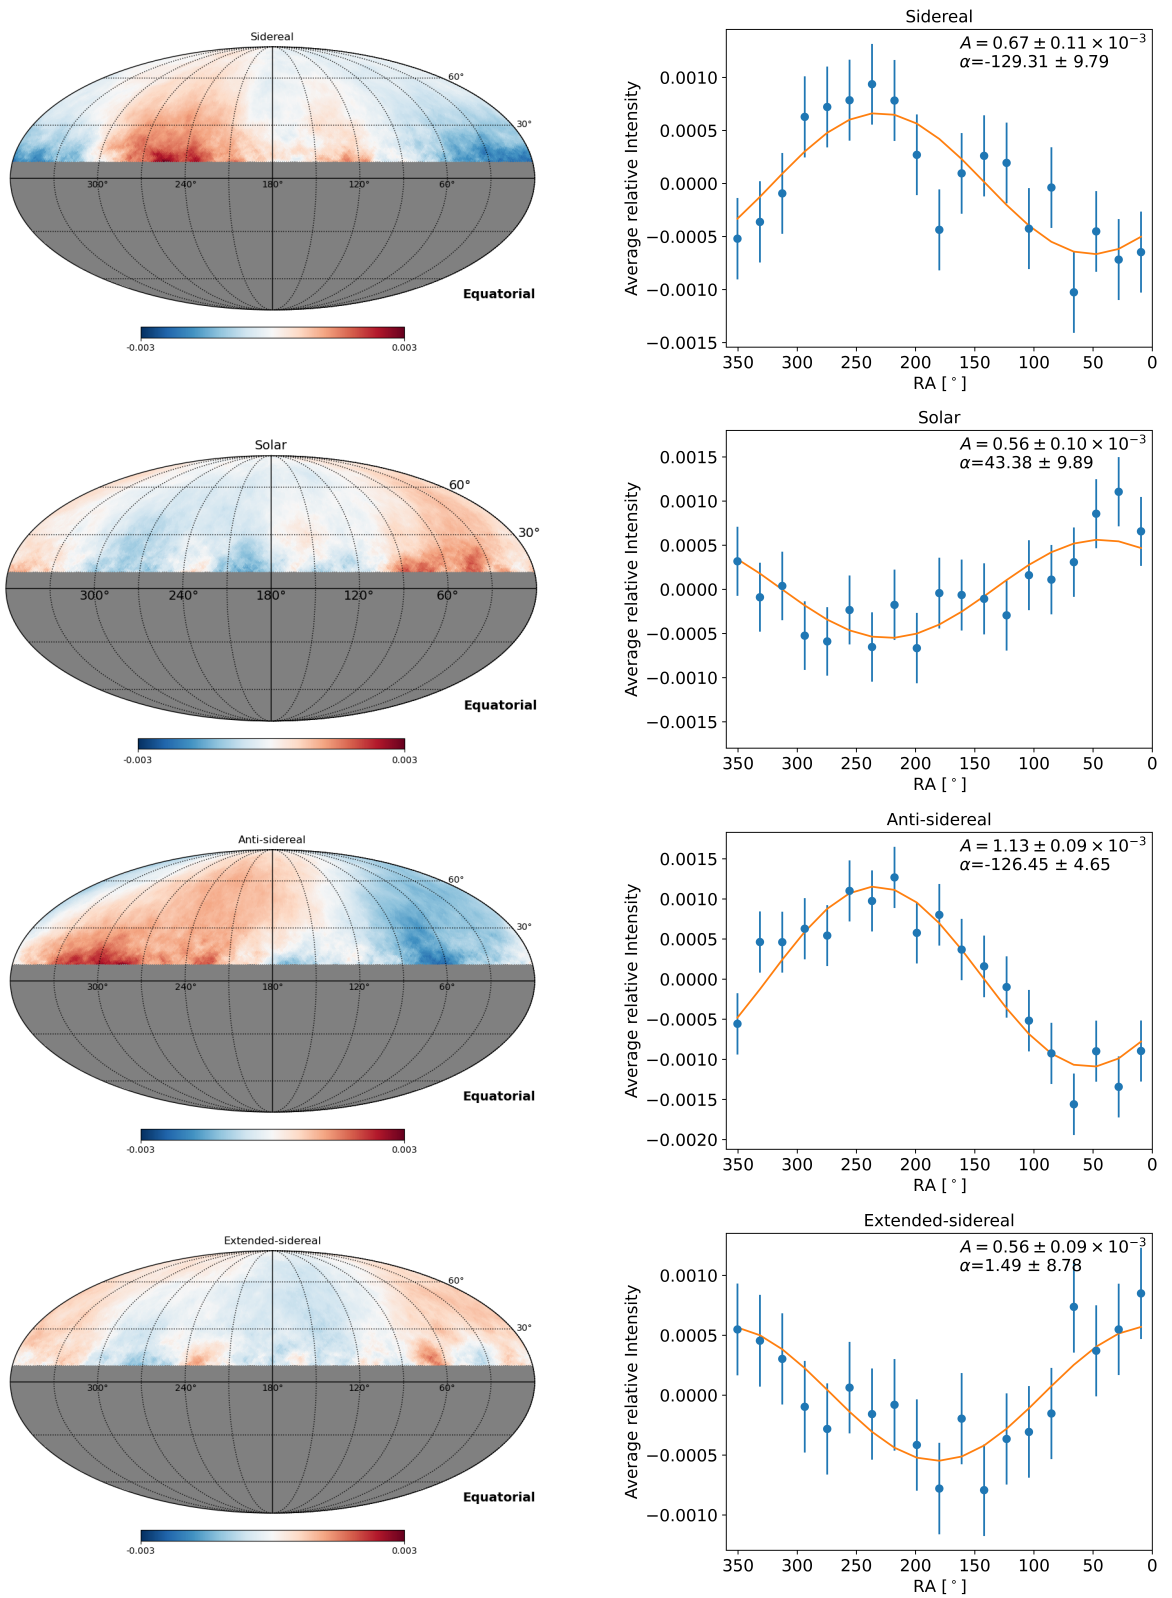 Sidereal
60°
30°
300° 240° 180° 120° 60°
Equatorial
-0.003 0.003
Sidereal
A = 0.67 ± 0.11 × 10⁻³
α=-129.31 ± 9.79
0.0010
0.0005
0.0000
−0.0005
−0.0010
−0.0015
Average relative Intensity
350 300 250 200 150 100 50 0
RA [°]
Solar
60°
30°
300° 240° 180° 120° 60°
Equatorial
-0.003 0.003
Solar
A = 0.56 ± 0.10 × 10⁻³
α=43.38 ± 9.89
0.0015
0.0010
0.0005
0.0000
−0.0005
−0.0010
−0.0015
Average relative Intensity
350 300 250 200 150 100 50 0
RA [°]
Anti-sidereal
60°
30°
300° 240° 180° 120° 60°
Equatorial
-0.003 0.003
Anti-sidereal
A = 1.13 ± 0.09 × 10⁻³
α=-126.45 ± 4.65
0.0015
0.0010
0.0005
0.0000
−0.0005
−0.0010
−0.0015
−0.0020
Average relative Intensity
350 300 250 200 150 100 50 0
RA [°]
Extended-sidereal
60°
30°
300° 240° 180° 120° 60°
Equatorial
-0.003 0.003
Extended-sidereal
A = 0.56 ± 0.09 × 10⁻³
α=1.49 ± 8.78
0.0010
0.0005
0.0000
−0.0005
−0.0010
Average relative Intensity
350 300 250 200 150 100 50 0
RA [°]